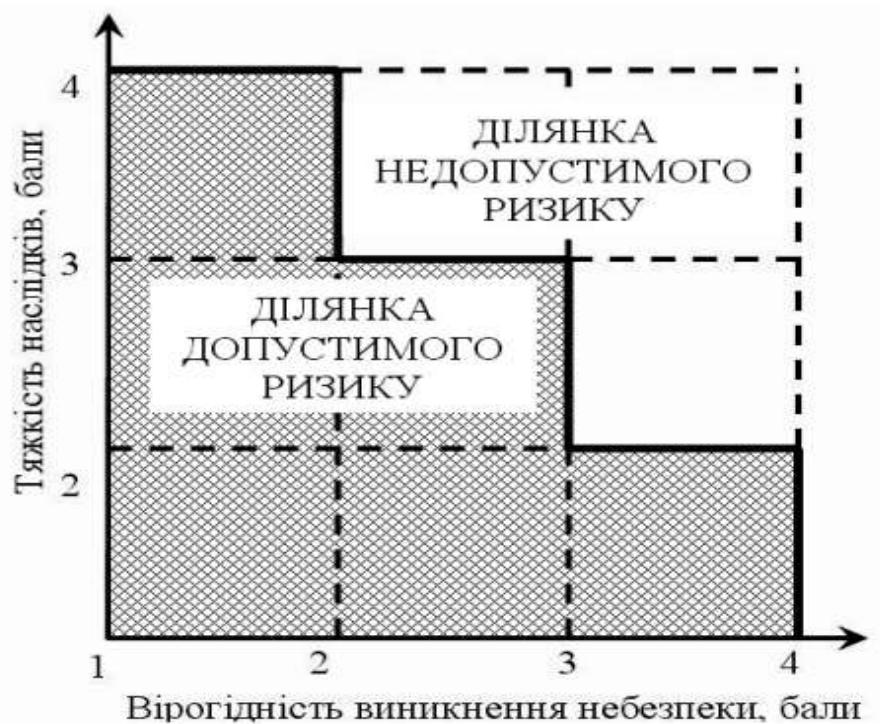 4
3
2
Тяжкість наслідків, бали
ДІЛЯНКА
НЕДОПУСТИМОГО
РИЗИКУ
ДІЛЯНКА
ДОПУСТИМОГО
РИЗИКУ
1
2
3
4
Вірогідність виникнення небезпеки, бали